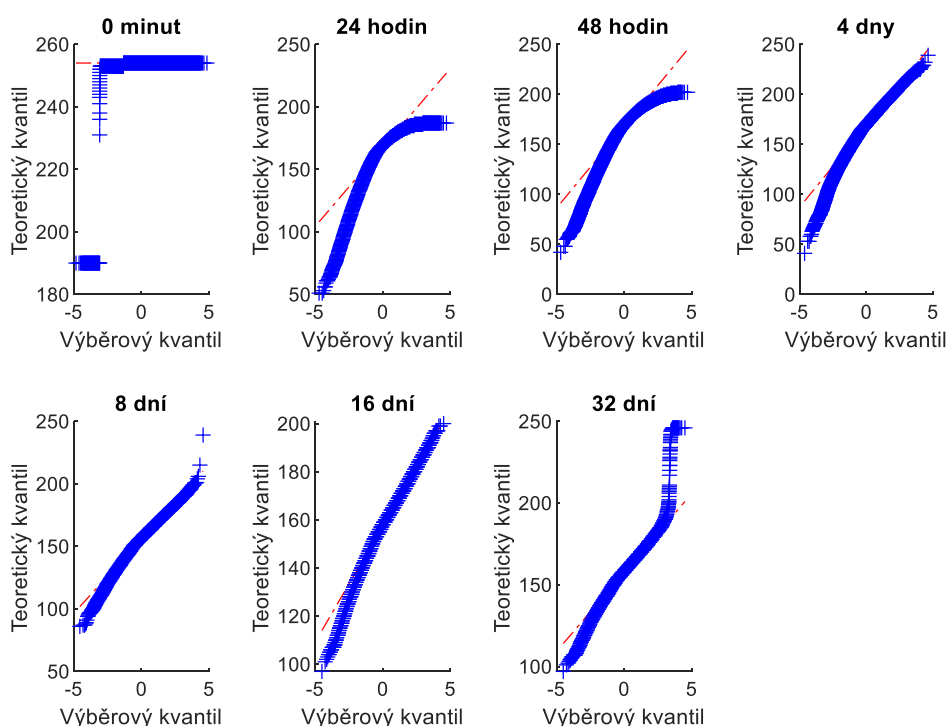 0 minut
24 hodin
48 hodin
4 dny
260
240
220
200
180
Teoretický kvantil
-5
0
5
Výběrový kvantil
250
200
150
100
50
Teoretický kvantil
-5
0
5
Výběrový kvantil
250
200
150
100
50
0
Teoretický kvantil
-5
0
5
Výběrový kvantil
250
200
150
100
50
0
Teoretický kvantil
-5
0
5
Výběrový kvantil
8 dní
16 dní
32 dní
250
200
150
100
50
Teoretický kvantil
-5
0
5
Výběrový kvantil
200
180
160
140
120
100
Teoretický kvantil
-5
0
5
Výběrový kvantil
250
200
150
100
Teoretický kvantil
-5
0
5
Výběrový kvantil